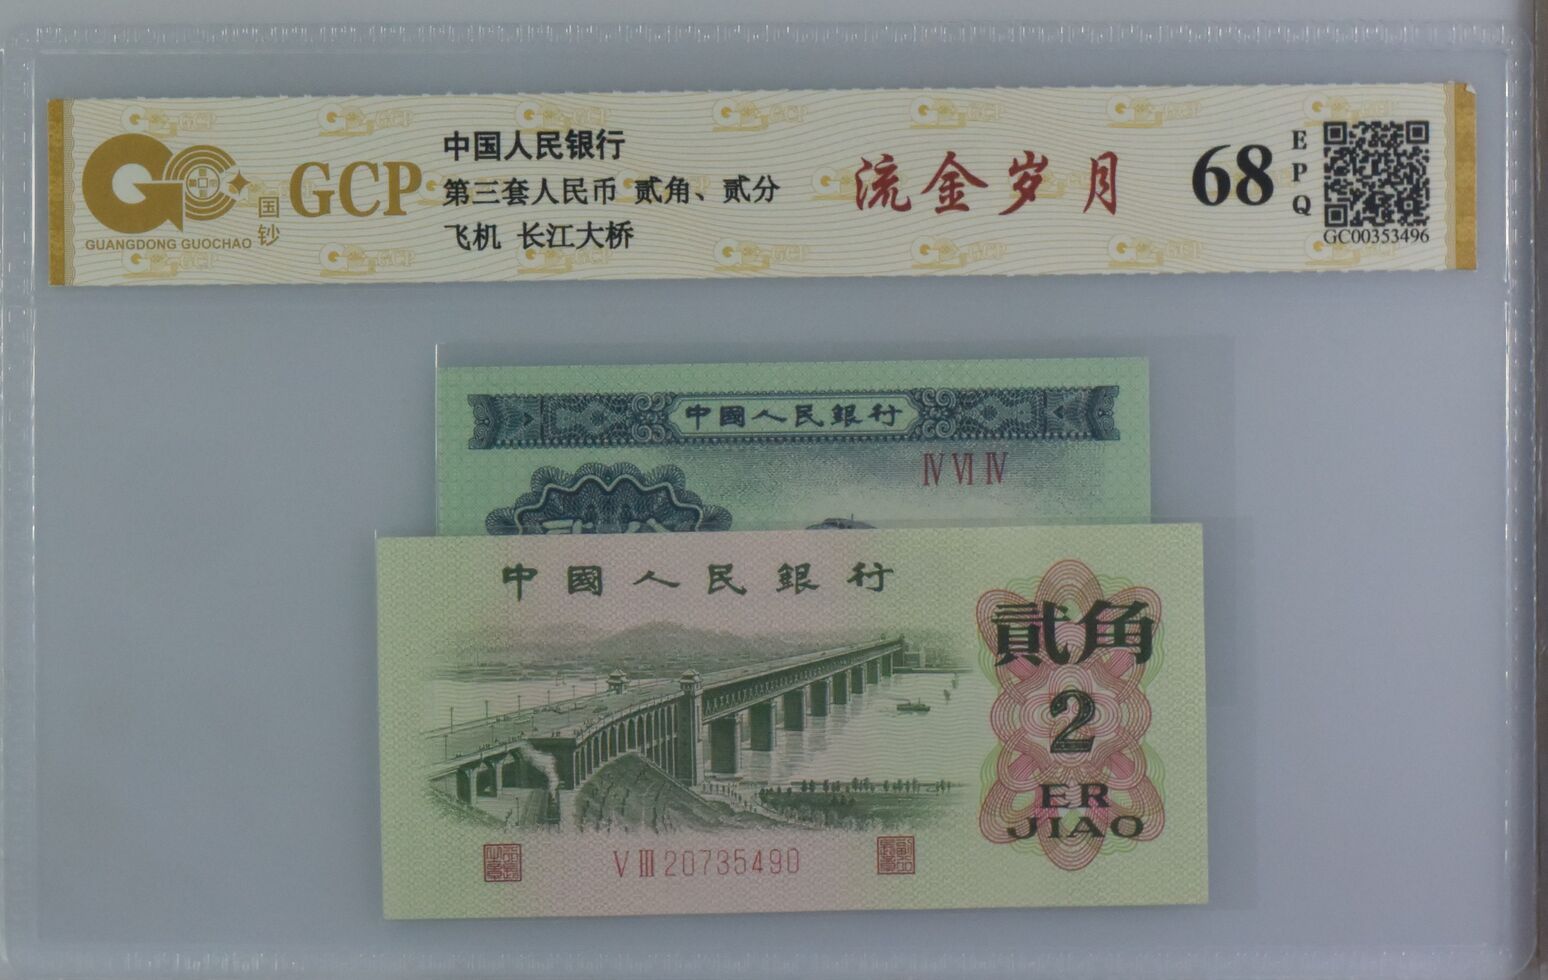 GUANGDONG GUOCHAO
国钞
GCP
中国人民银行
第三套人民币 贰角、贰分
飞机 长江大桥
流金岁月
68
EPQ
GC00353496
中國人民銀行
Ⅳ Ⅵ Ⅳ
中國人民銀行
貳角
2
ER
JIAO
Ⅴ Ⅲ 20735490